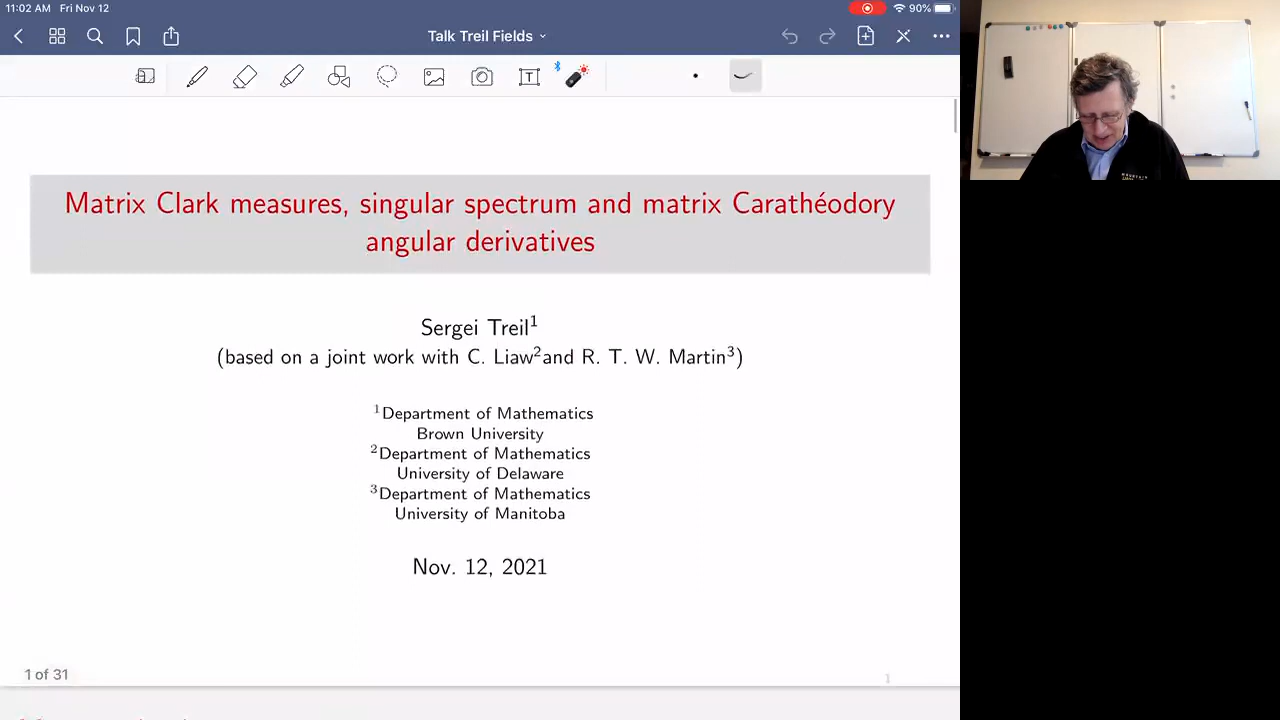 11:02 AM Fri Nov 12
90%
Talk Treil Fields
T
Matrix Clark measures, singular spectrum and matrix Carathéodory
angular derivatives
Sergei Treil1
(based on a joint work with C. Liaw2and R. T. W. Martin3)
1Department of Mathematics
Brown University
2Department of Mathematics
University of Delaware
3Department of Mathematics
University of Manitoba
Nov. 12, 2021
1 of 31
1